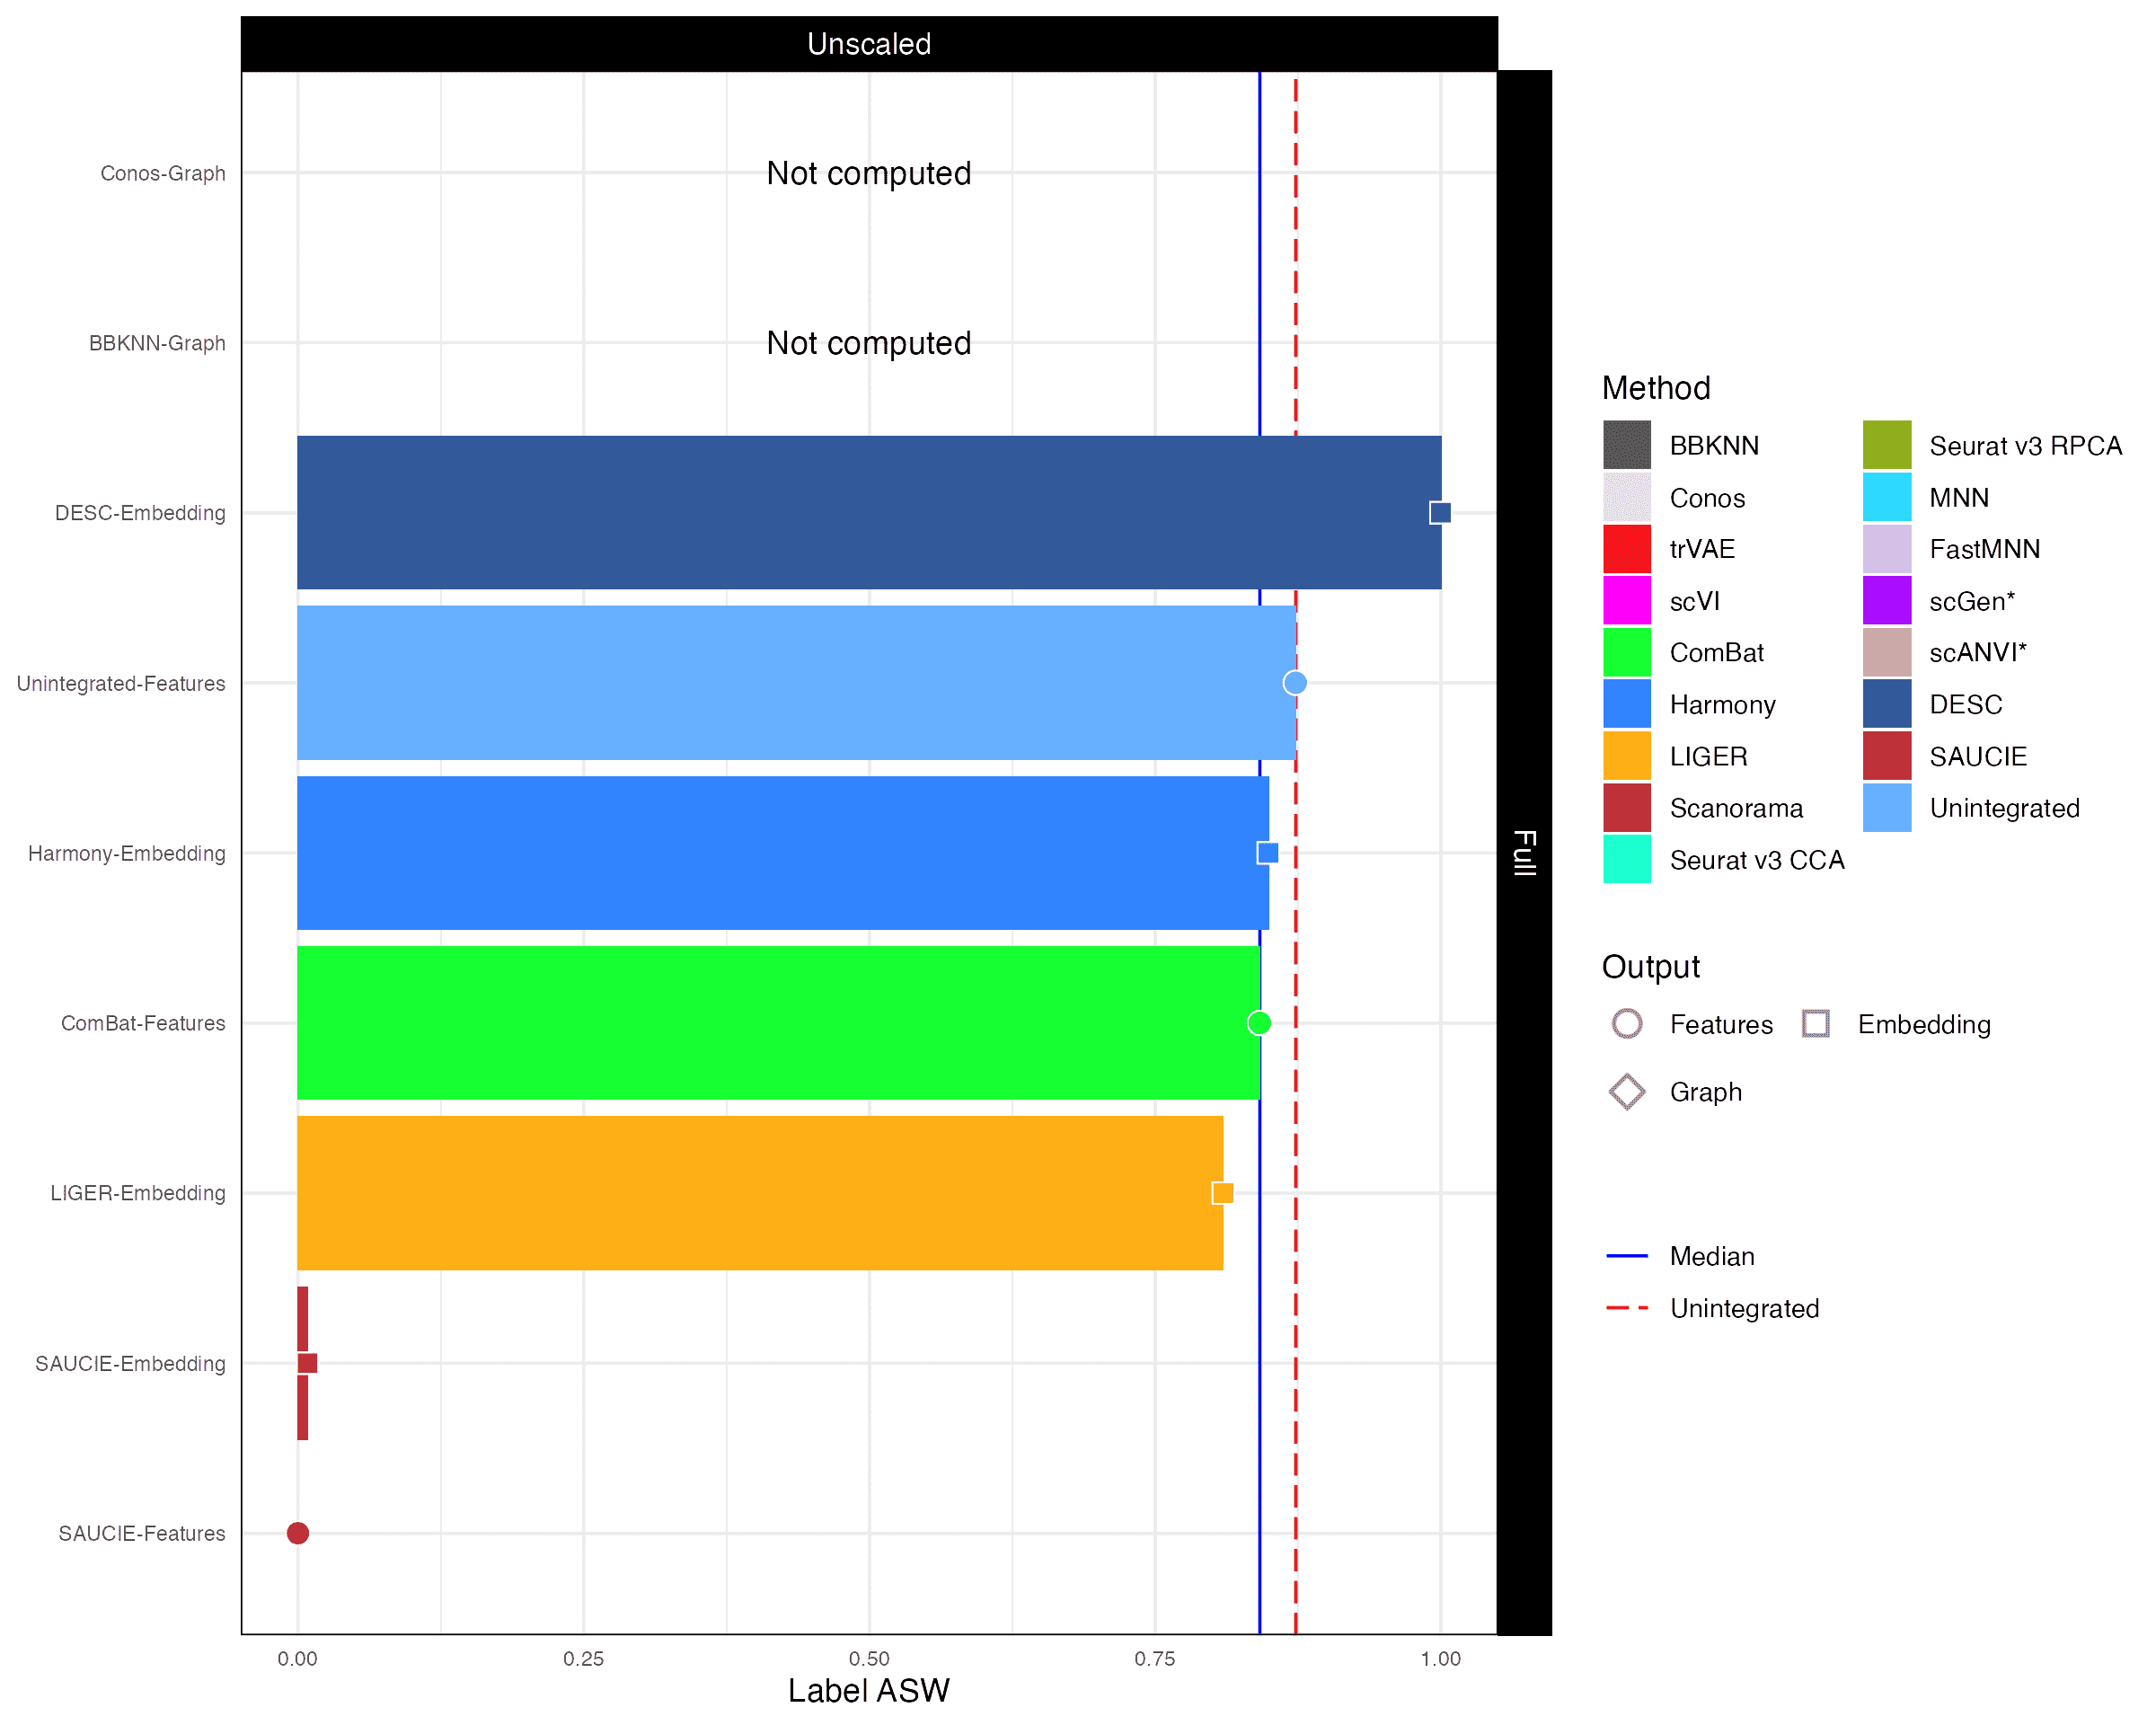 Unscaled
Conos-Graph
Not computed
BBKNN-Graph
Not computed
DESC-Embedding
Unintegrated-Features
Harmony-Embedding
ComBat-Features
LIGER-Embedding
SAUCIE-Embedding
SAUCIE-Features
0.00 0.25 0.50 0.75 1.00
Label ASW
Full
Method
BBKNN Seurat v3 RPCA
Conos MNN
trVAE FastMNN
scVI scGen*
ComBat scANVI*
Harmony DESC
LIGER SAUCIE
Scanorama Unintegrated
Seurat v3 CCA
Output
Features Embedding
Graph
Median
Unintegrated